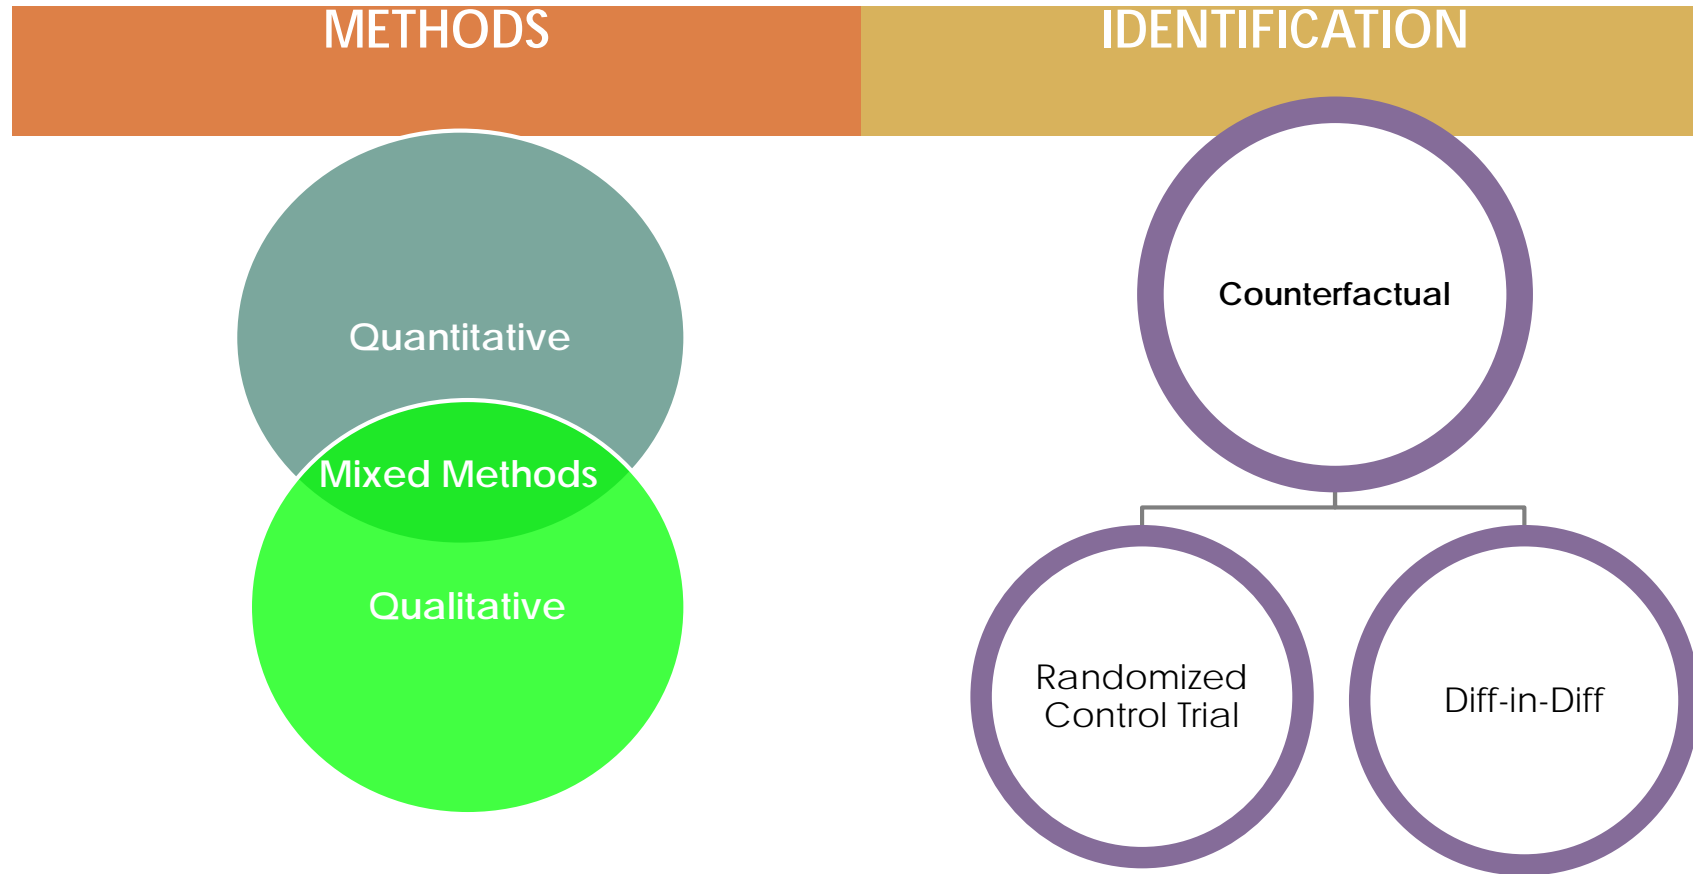 METHODS
IDENTIFICATION
Quantitative
Mixed Methods
Qualitative
Counterfactual
Randomized
Control Trial
Diff-in-Diff